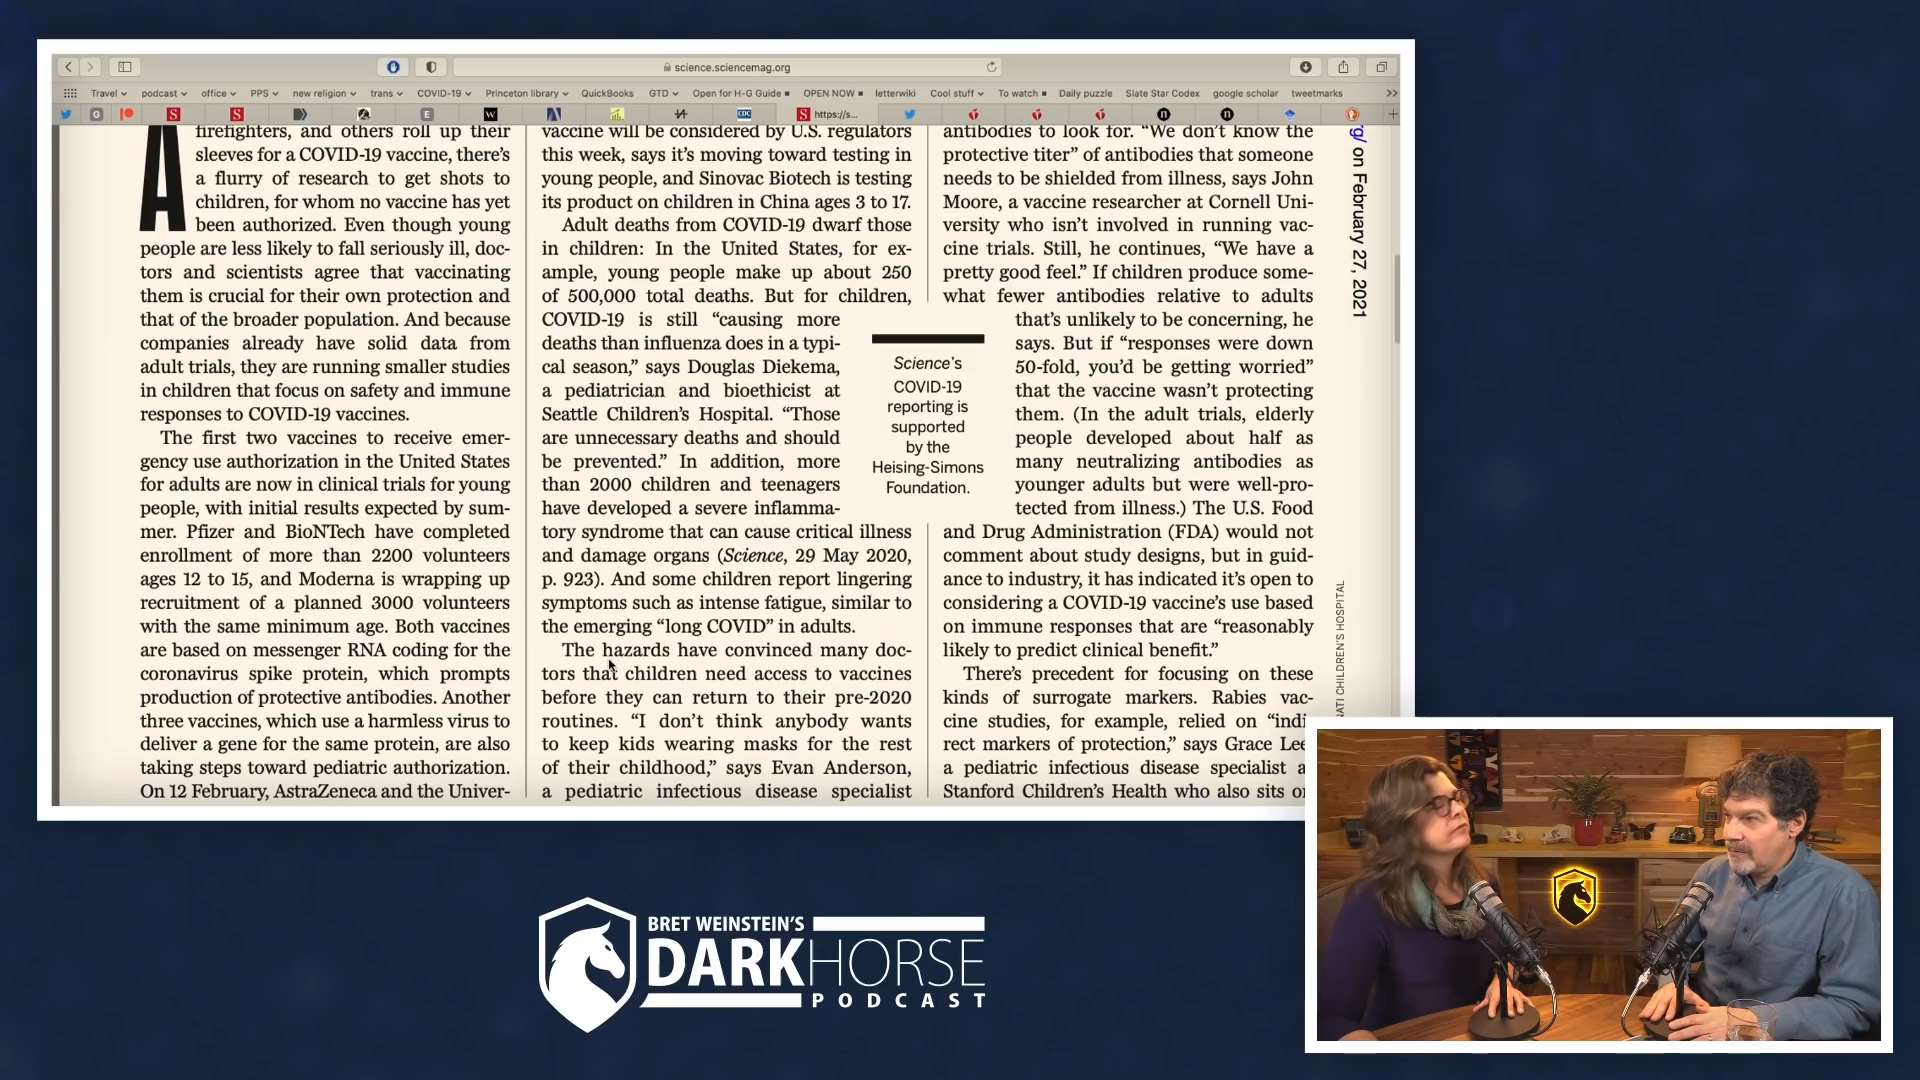 science.sciencemag.org
Travel
podcast
office
PPS
new religion
trans
COVID-19
Princeton library
QuickBooks
GTD
Open for H-G Guide
OPEN NOW
letterwiki
Cool stuff
To watch
Daily puzzle
Slate Star Codex
google scholar
tweetmarks
https://s...
A
firefighters, and others roll up their
sleeves for a COVID-19 vaccine, there’s
a flurry of research to get shots to
children, for whom no vaccine has yet
been authorized. Even though young
people are less likely to fall seriously ill, doc-
tors and scientists agree that vaccinating
them is crucial for their own protection and
that of the broader population. And because
companies already have solid data from
adult trials, they are running smaller studies
in children that focus on safety and immune
responses to COVID-19 vaccines.
The first two vaccines to receive emer-
gency use authorization in the United States
for adults are now in clinical trials for young
people, with initial results expected by sum-
mer. Pfizer and BioNTech have completed
enrollment of more than 2200 volunteers
ages 12 to 15, and Moderna is wrapping up
recruitment of a planned 3000 volunteers
with the same minimum age. Both vaccines
are based on messenger RNA coding for the
coronavirus spike protein, which prompts
production of protective antibodies. Another
three vaccines, which use a harmless virus to
deliver a gene for the same protein, are also
taking steps toward pediatric authorization.
On 12 February, AstraZeneca and the Univer-
vaccine will be considered by U.S. regulators
this week, says it’s moving toward testing in
young people, and Sinovac Biotech is testing
its product on children in China ages 3 to 17.
Adult deaths from COVID-19 dwarf those
in children: In the United States, for ex-
ample, young people make up about 250
of 500,000 total deaths. But for children,
COVID-19 is still “causing more
deaths than influenza does in a typi-
cal season,” says Douglas Diekema,
a pediatrician and bioethicist at
Seattle Children’s Hospital. “Those
are unnecessary deaths and should
be prevented.” In addition, more
than 2000 children and teenagers
have developed a severe inflamma-
tory syndrome that can cause critical illness
and damage organs (Science, 29 May 2020,
p. 923). And some children report lingering
symptoms such as intense fatigue, similar to
the emerging “long COVID” in adults.
The hazards have convinced many doc-
tors that children need access to vaccines
before they can return to their pre-2020
routines. “I don’t think anybody wants
to keep kids wearing masks for the rest
of their childhood,” says Evan Anderson,
a pediatric infectious disease specialist
Science’s
COVID-19
reporting is
supported
by the
Heising-Simons
Foundation.
antibodies to look for. “We don’t know the
protective titer” of antibodies that someone
needs to be shielded from illness, says John
Moore, a vaccine researcher at Cornell Uni-
versity who isn’t involved in running vac-
cine trials. Still, he continues, “We have a
pretty good feel.” If children produce some-
what fewer antibodies relative to adults
that’s unlikely to be concerning, he
says. But if “responses were down
50-fold, you’d be getting worried”
that the vaccine wasn’t protecting
them. (In the adult trials, elderly
people developed about half as
many neutralizing antibodies as
younger adults but were well-pro-
tected from illness.) The U.S. Food
and Drug Administration (FDA) would not
comment about study designs, but in guid-
ance to industry, it has indicated it’s open to
considering a COVID-19 vaccine’s use based
on immune responses that are “reasonably
likely to predict clinical benefit.”
There’s precedent for focusing on these
kinds of surrogate markers. Rabies vac-
cine studies, for example, relied on “indi
rect markers of protection,” says Grace Lee
a pediatric infectious disease specialist a
Stanford Children’s Health who also sits o
rg/ on February 27, 2021
NATI CHILDREN’S HOSPITAL
BRET WEINSTEIN’S
DARKHORSE
PODCAST